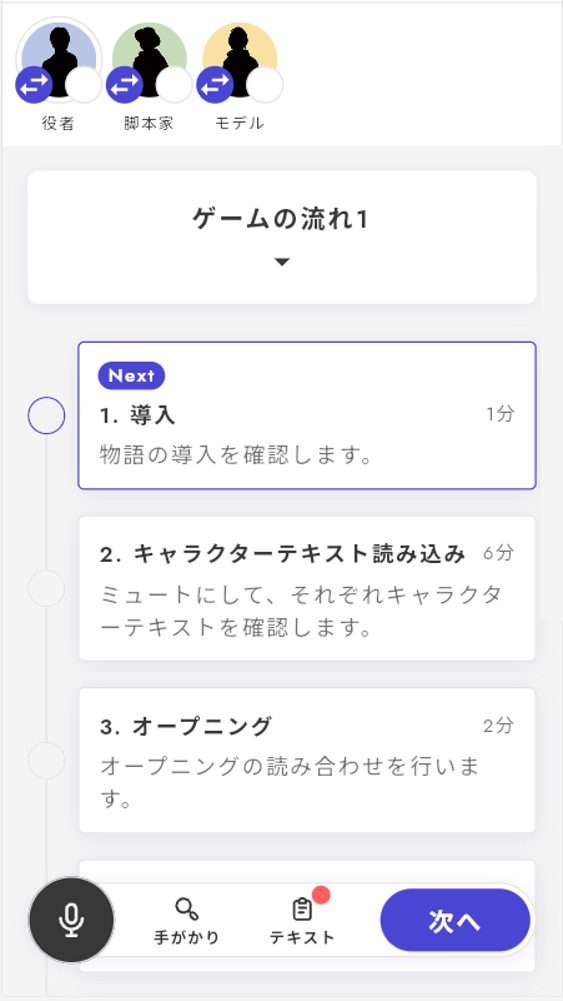 役者
脚本家
モデル
ゲームの流れ1
Next
1. 導入
1分
物語の導入を確認します。
2. キャラクターテキスト読み込み
6分
ミュートにして、それぞれキャラクタ
ーテキストを確認します。
3. オープニング
2分
オープニングの読み合わせを行いま
す。
手がかり
テキスト
次へ